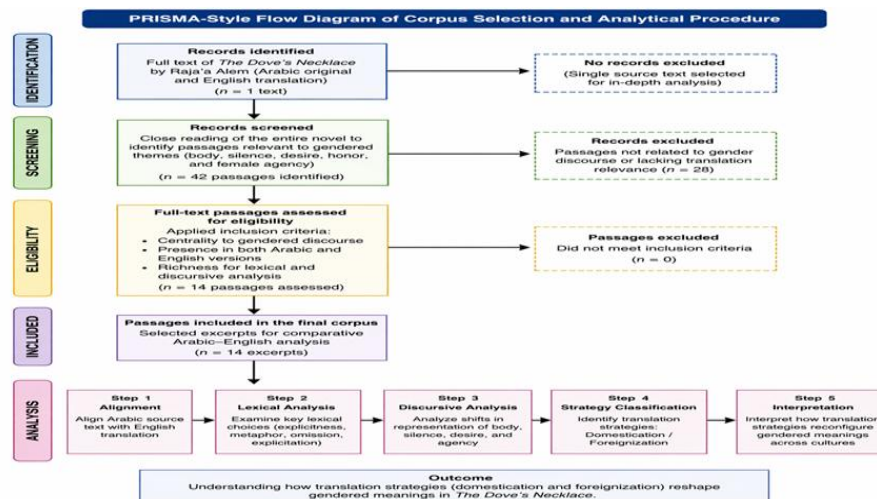 PRISMA-Style Flow Diagram of Corpus Selection and Analytical Procedure
IDENTIFICATION
Records identified
Full text of The Dove's Necklace
by Raja'a Alem (Arabic original
and English translation)
(n = 1 text)
No records excluded
(Single source text selected
for in-depth analysis)
SCREENING
Records screened
Close reading of the entire novel to
identify passages relevant to gendered
themes (body, silence, desire, honor,
and female agency)
(n = 42 passages identified)
Records excluded
Passages not related to gender
discourse or lacking translation
relevance (n = 28)
ELIGIBILITY
Full-text passages assessed
for eligibility
Applied inclusion criteria:
• Centrality to gendered discourse
• Presence in both Arabic and
English versions
• Richness for lexical and
discursive analysis
(n = 14 passages assessed)
Passages excluded
Did not meet inclusion criteria
(n = 0)
INCLUDED
Passages included in the final corpus
Selected excerpts for comparative
Arabic–English analysis
(n = 14 excerpts)
ANALYSIS
Step 1
Alignment
Align Arabic source
text with English
translation
Step 2
Lexical Analysis
Examine key lexical
choices (explicitness,
metaphor, omission,
explicitation)
Step 3
Discursive Analysis
Analyze shifts in
representation of body,
silence, desire, and
agency
Step 4
Strategy Classification
Identify translation
strategies:
Domestication /
Foreignization
Step 5
Interpretation
Interpret how translation
strategies reconfigure
gendered meanings
across cultures
Outcome
Understanding how translation strategies (domestication and foreignization) reshape
gendered meanings in The Dove's Necklace.